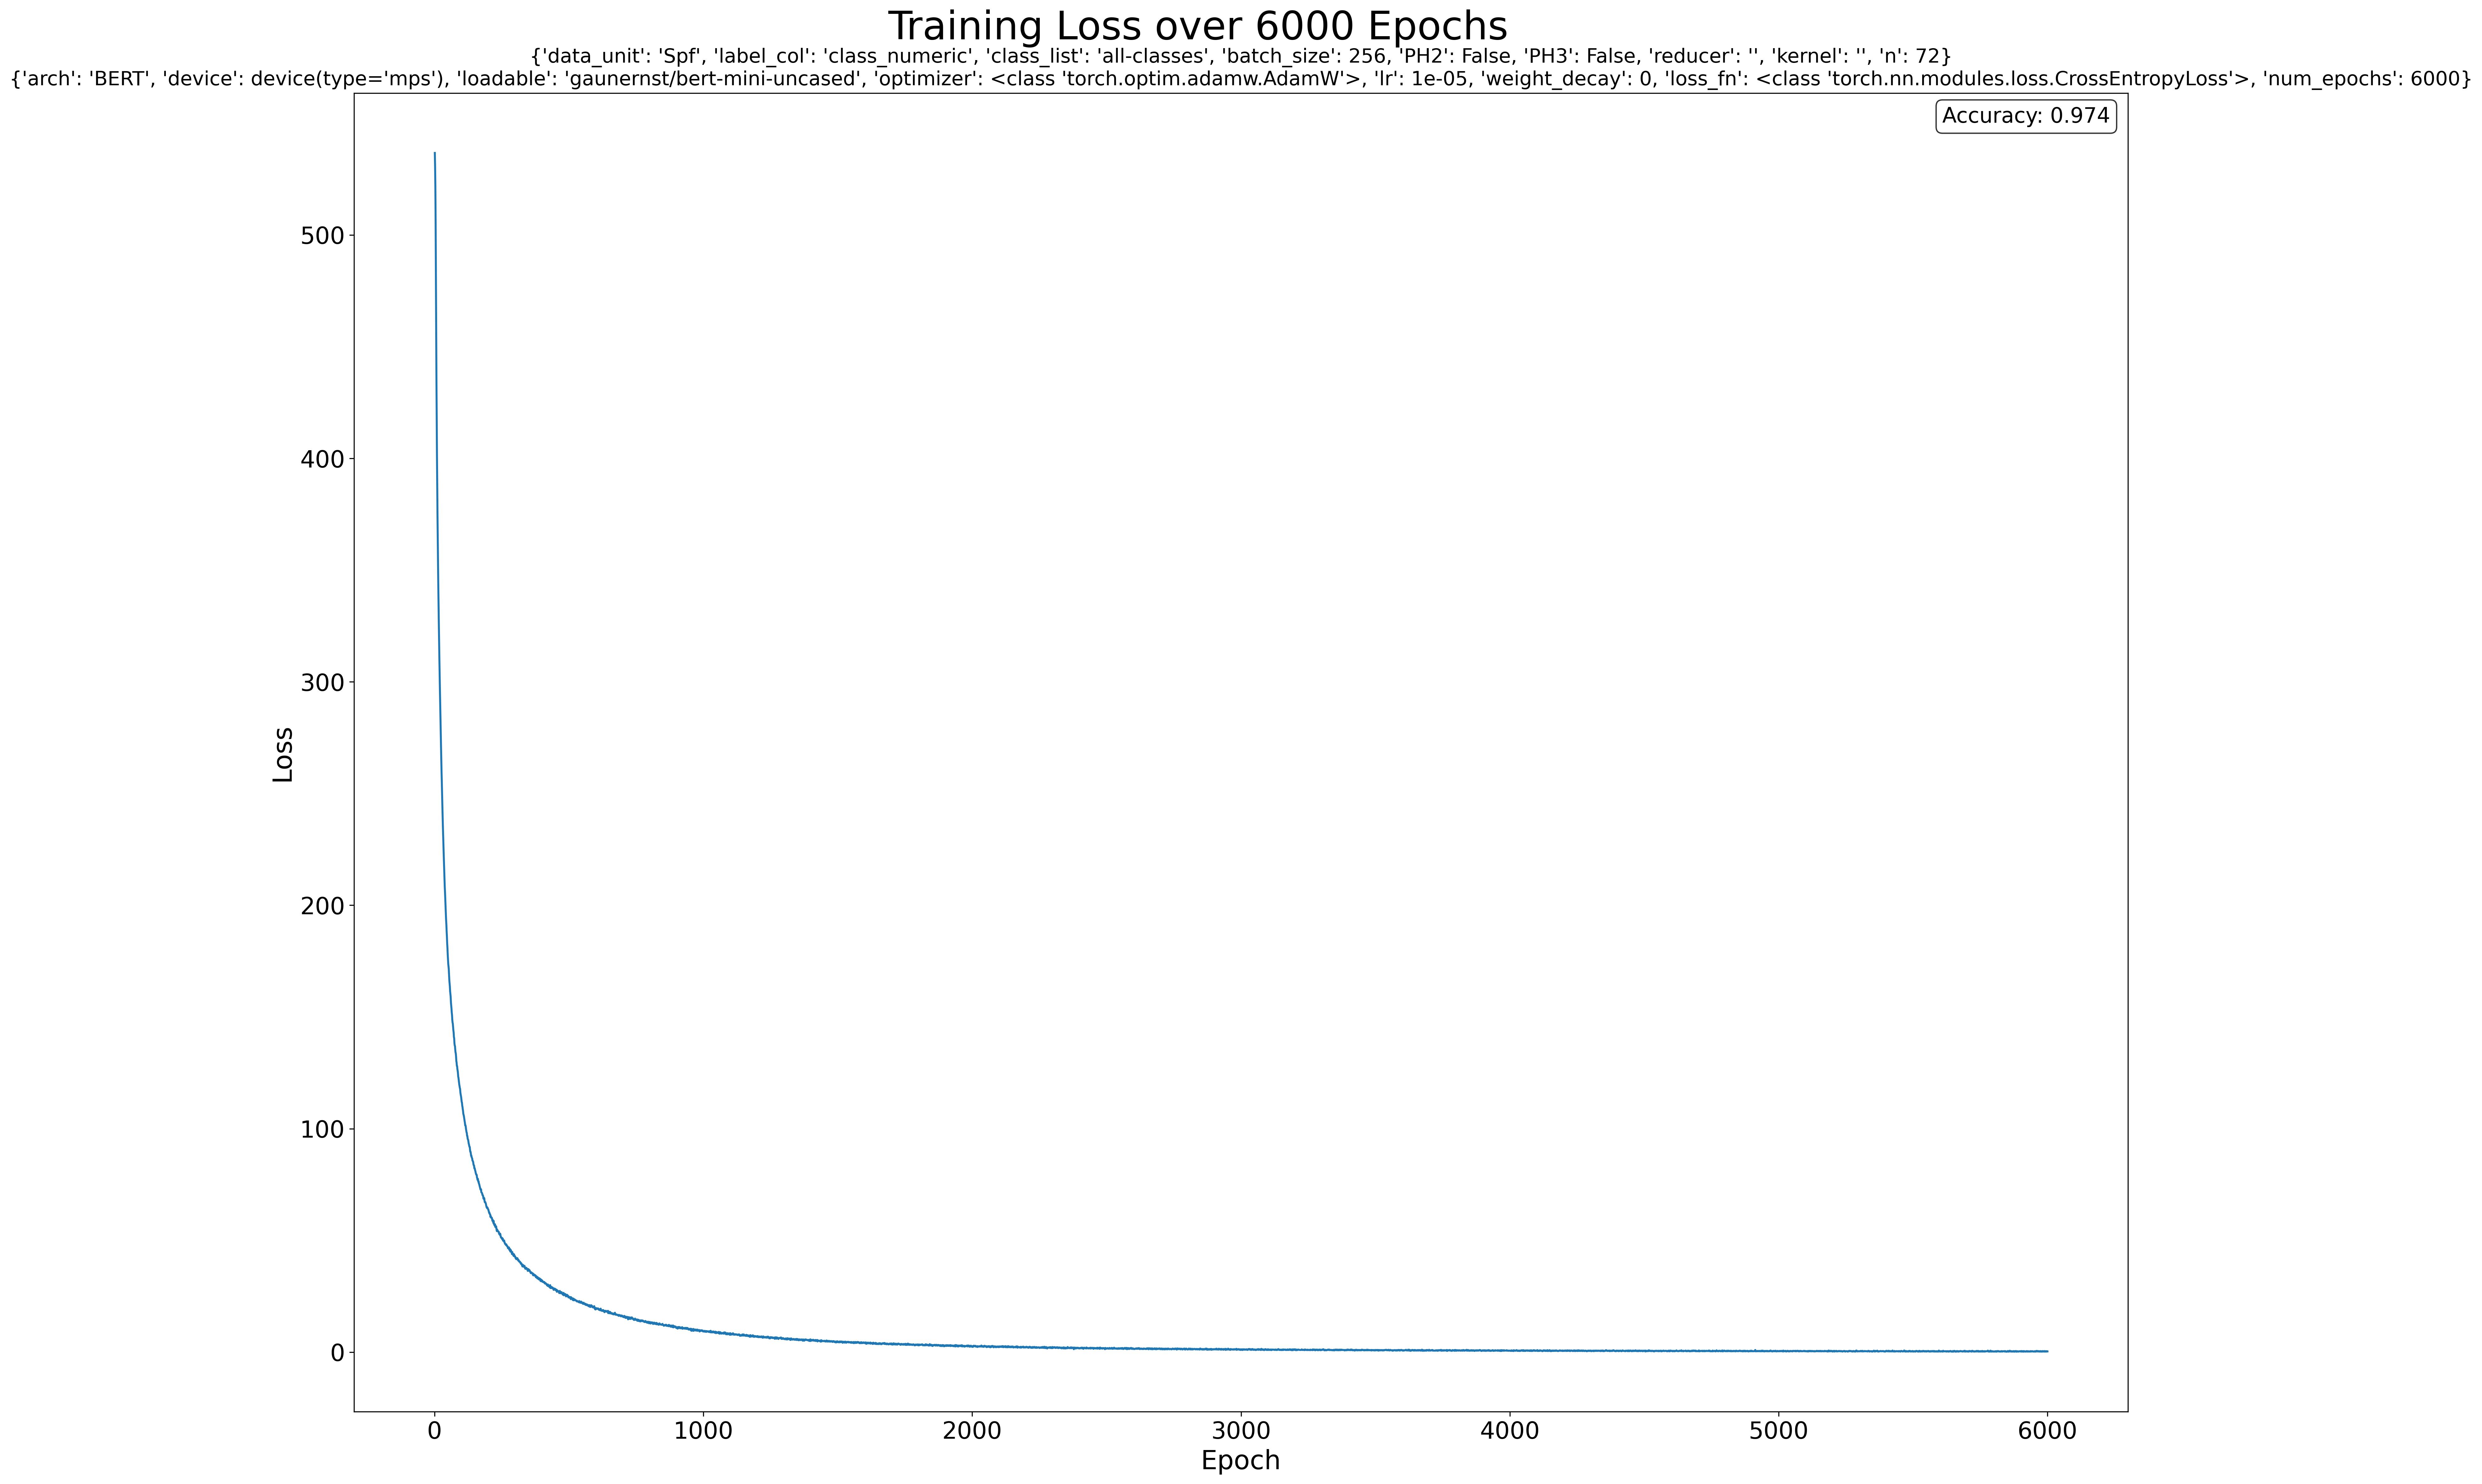 Training Loss over 6000 Epochs
{'data_unit': 'Spf', 'label_col': 'class_numeric', 'class_list': 'all-classes', 'batch_size': 256, 'PH2': False, 'PH3': False, 'reducer': '', 'kernel': '', 'n': 72}
{'arch': 'BERT', 'device': device(type='mps'), 'loadable': 'gaunernst/bert-mini-uncased', 'optimizer': <class 'torch.optim.adamw.AdamW'>, 'lr': 1e-05, 'weight_decay': 0, 'loss_fn': <class 'torch.nn.modules.loss.CrossEntropyLoss'>, 'num_epochs': 6000}
Accuracy: 0.974
500
400
300
200
100
0
Loss
0 1000 2000 3000 4000 5000 6000
Epoch